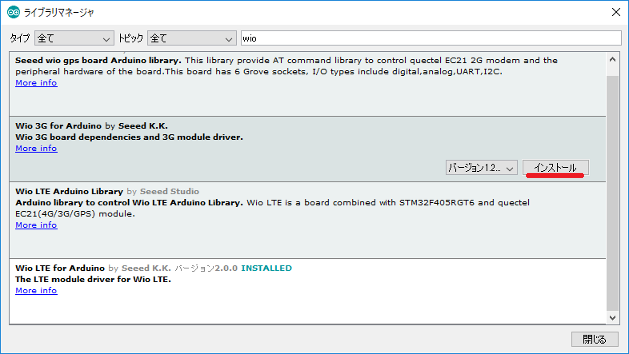 ライブラリマネージャ
タイプ 全て トピック 全て wio
Seeed wio gps board Arduino library. This library provide AT command library to control quectel EC21 2G modem and the
peripheral hardware of the board.This board has 6 Grove sockets, I/O types include digital,analog,UART,I2C.
More info
Wio 3G for Arduino by Seeed K.K.
Wio 3G board dependencies and 3G module driver.
More info
バージョン1.2... インストール
Wio LTE Arduino Library by Seeed Studio
Arduino library to control Wio LTE Arduino Library. Wio LTE is a board combined with STM32F405RGT6 and quectel
EC21(4G/3G/GPS) module.
More info
Wio LTE for Arduino by Seeed K.K. バージョン2.0.0 INSTALLED
The LTE module driver for Wio LTE.
More info
閉じる